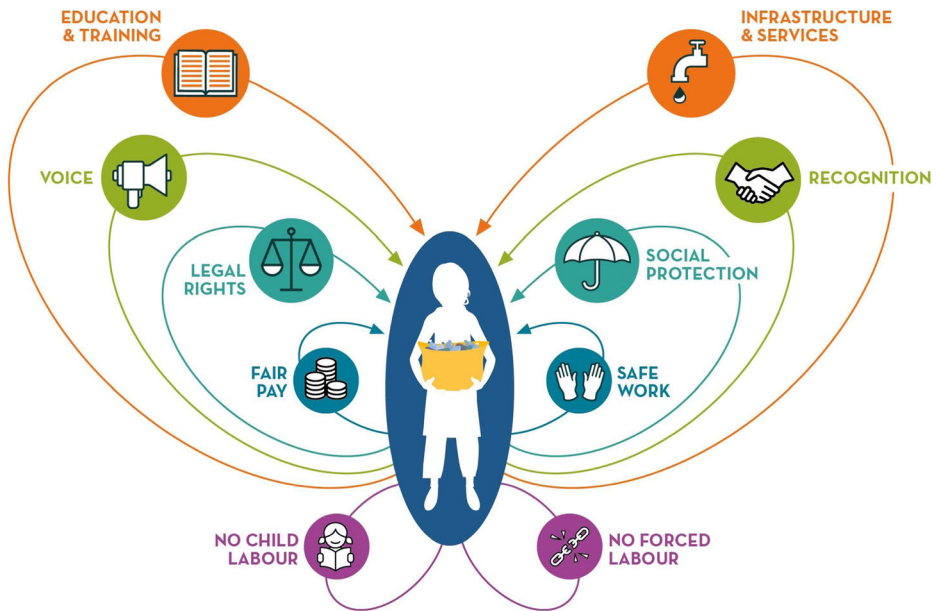 EDUCATION
& TRAINING
INFRASTRUCTURE
& SERVICES
VOICE
RECOGNITION
LEGAL
RIGHTS
SOCIAL
PROTECTION
FAIR
PAY
SAFE
WORK
NO CHILD
LABOUR
NO FORCED
LABOUR